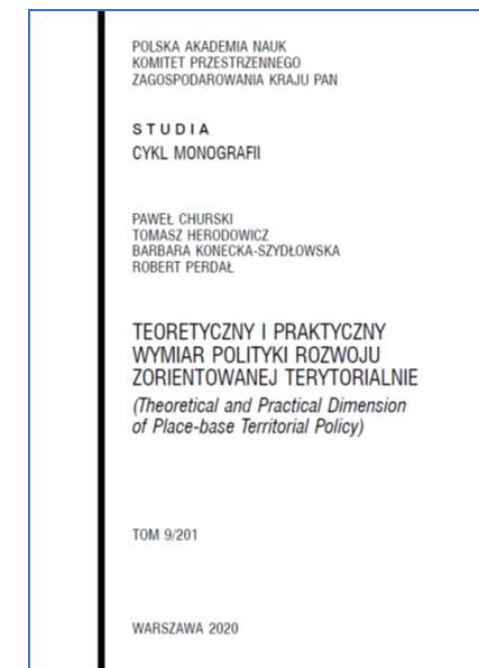 POLSKA AKADEMIA NAUK
KOMITET PRZESTRZENNEGO
ZAGOSPODAROWANIA KRAJU PAN
STUDIA
CYKL MONOGRAFII
PAWEŁ CHURSKI
TOMASZ HERODOWICZ
BARBARA KONECKA-SZYDŁOWSKA
ROBERT PERDAŁ
TEORETYCZNY I PRAKTYCZNY
WYMIAR POLITYKI ROZWOJU
ZORIENTOWANEJ TERYTORIALNIE
(Theoretical and Practical Dimension
of Place-base Territorial Policy)
TOM 9/201
WARSZAWA 2020